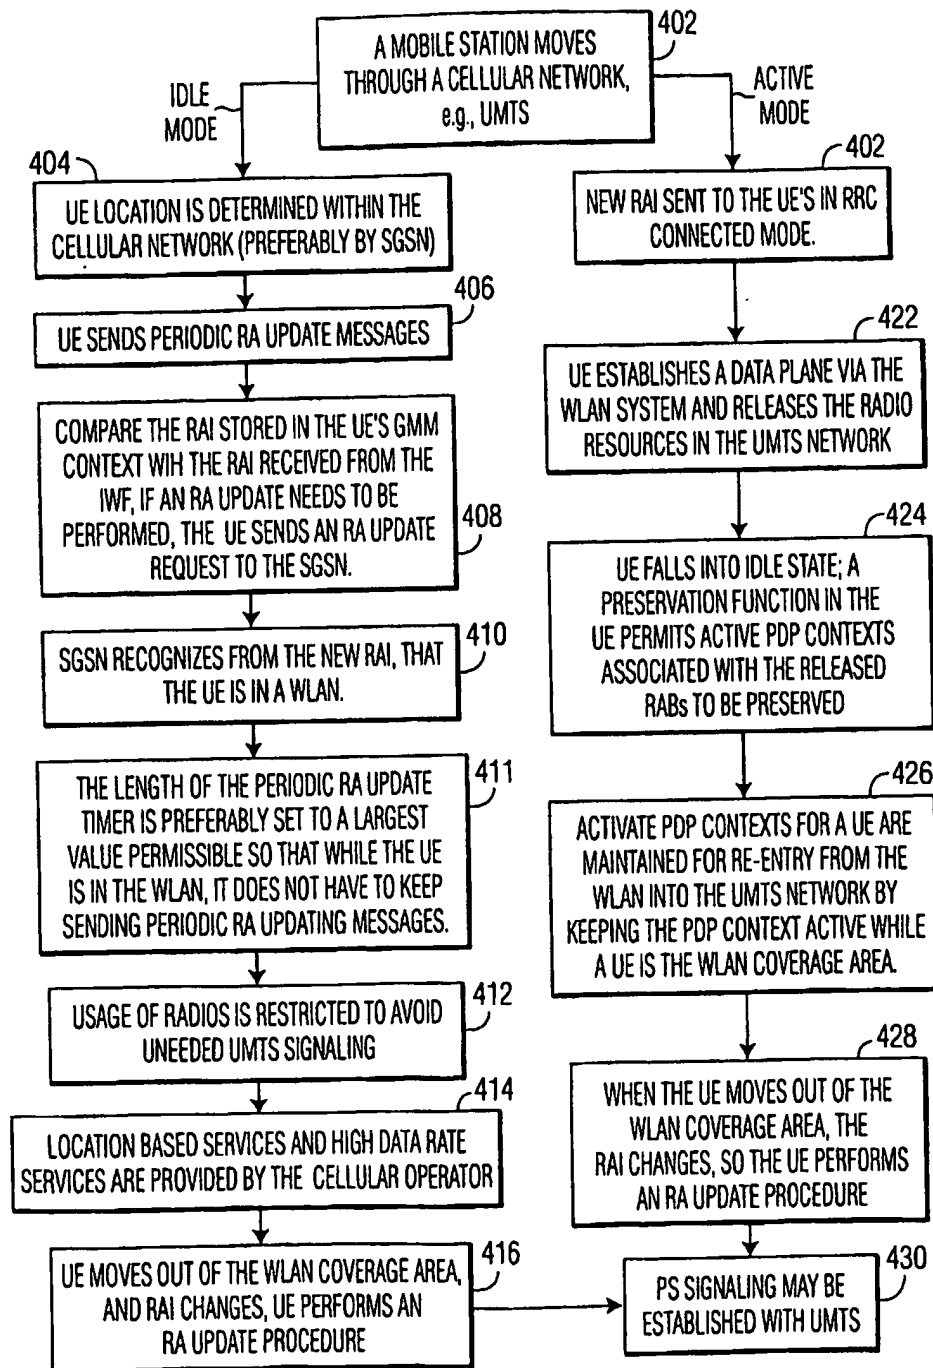 A MOBILE STATION MOVES
THROUGH A CELLULAR NETWORK,
e.g., UMTS
402
IDLE
MODE
ACTIVE
MODE
404
UE LOCATION IS DETERMINED WITHIN THE
CELLULAR NETWORK (PREFERABLY BY SGSN)
406
UE SENDS PERIODIC RA UPDATE MESSAGES
COMPARE THE RAI STORED IN THE UE'S GMM
CONTEXT WIH THE RAI RECEIVED FROM THE
IWF, IF AN RA UPDATE NEEDS TO BE
PERFORMED, THE UE SENDS AN RA UPDATE
REQUEST TO THE SGSN.
408
410
SGSN RECOGNIZES FROM THE NEW RAI, THAT
THE UE IS IN A WLAN.
411
THE LENGTH OF THE PERIODIC RA UPDATE
TIMER IS PREFERABLY SET TO A LARGEST
VALUE PERMISSIBLE SO THAT WHILE THE UE
IS IN THE WLAN, IT DOES NOT HAVE TO KEEP
SENDING PERIODIC RA UPDATING MESSAGES.
412
USAGE OF RADIOS IS RESTRICTED TO AVOID
UNEEDED UMTS SIGNALING
414
LOCATION BASED SERVICES AND HIGH DATA RATE
SERVICES ARE PROVIDED BY THE CELLULAR OPERATOR
416
UE MOVES OUT OF THE WLAN COVERAGE AREA,
AND RAI CHANGES, UE PERFORMS AN
RA UPDATE PROCEDURE
402
NEW RAI SENT TO THE UE'S IN RRC
CONNECTED MODE.
422
UE ESTABLISHES A DATA PLANE VIA THE
WLAN SYSTEM AND RELEASES THE RADIO
RESOURCES IN THE UMTS NETWORK
424
UE FALLS INTO IDLE STATE; A
PRESERVATION FUNCTION IN THE
UE PERMITS ACTIVE PDP CONTEXTS
ASSOCIATED WITH THE RELEASED
RABs TO BE PRESERVED
426
ACTIVATE PDP CONTEXTS FOR A UE ARE
MAINTAINED FOR RE-ENTRY FROM THE
WLAN INTO THE UMTS NETWORK BY
KEEPING THE PDP CONTEXT ACTIVE WHILE
A UE IS THE WLAN COVERAGE AREA.
428
WHEN THE UE MOVES OUT OF THE
WLAN COVERAGE AREA, THE
RAI CHANGES, SO THE UE PERFORMS
AN RA UPDATE PROCEDURE
430
PS SIGNALING MAY BE
ESTABLISHED WITH UMTS